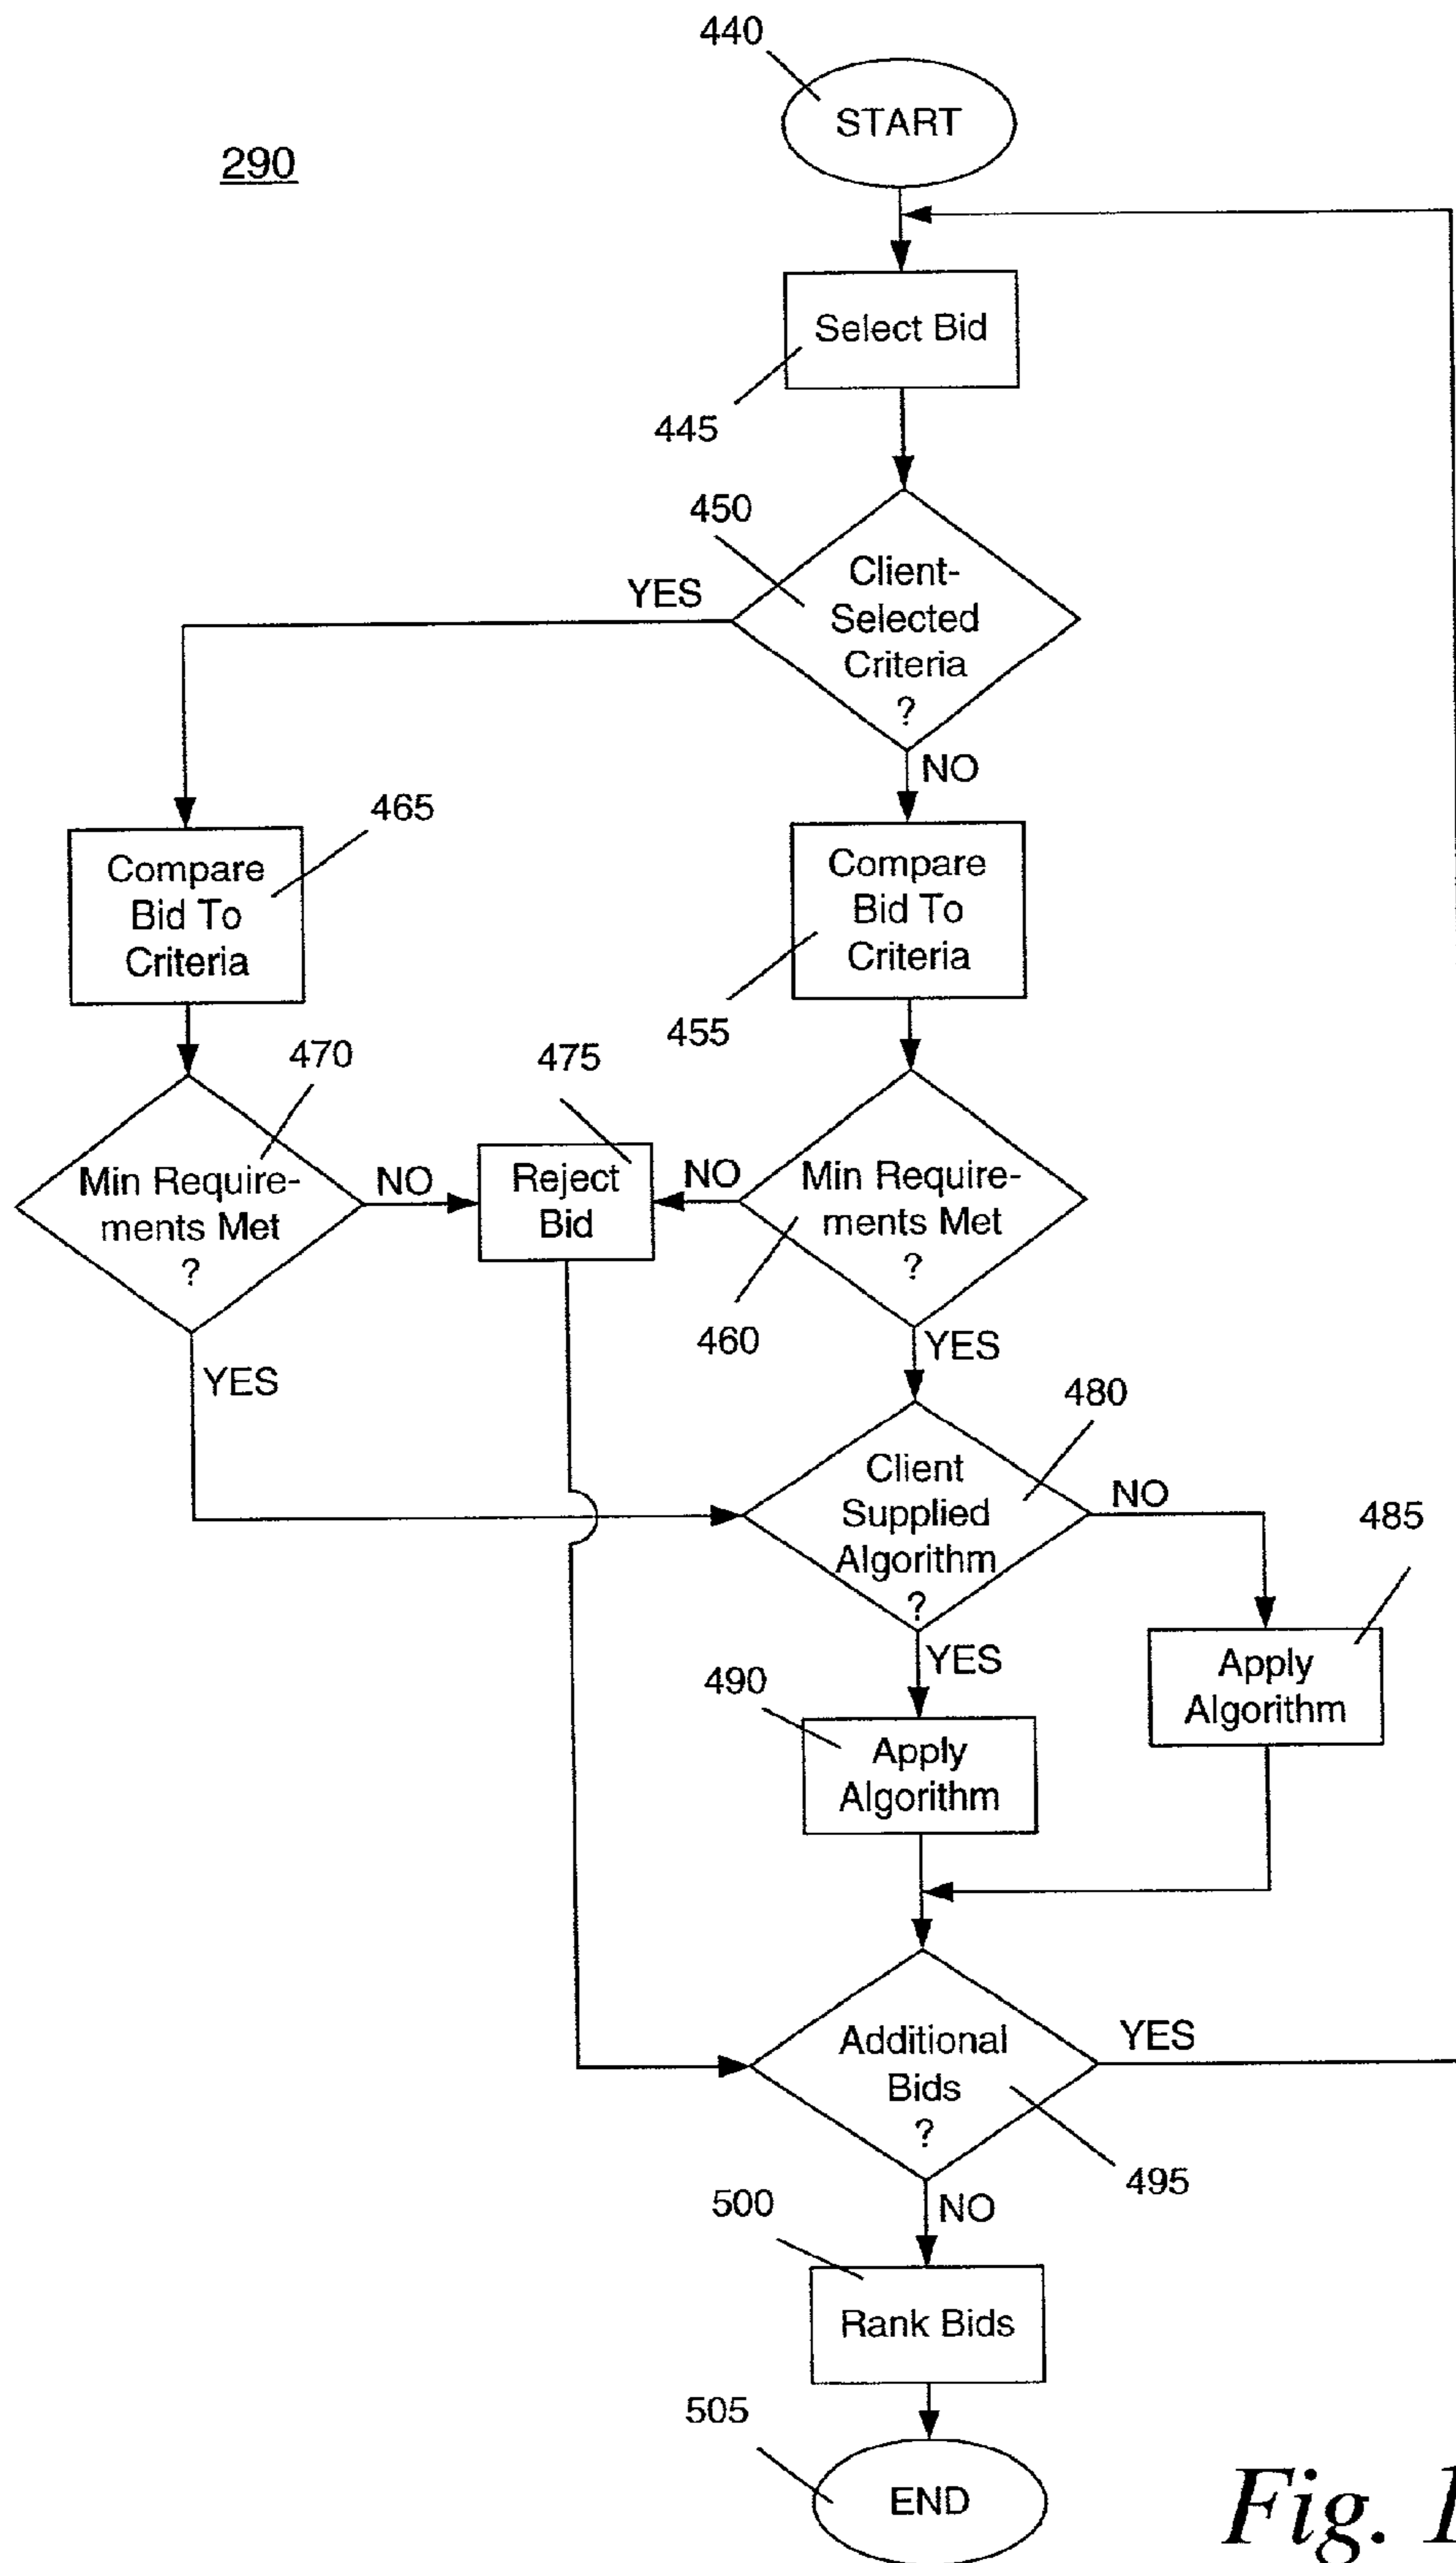 440
START
290
Select Bid
445
450
Client-
Selected
Criteria
?
YES
NO
465
Compare
Bid To
Criteria
Compare
Bid To
Criteria
455
470
475
Min Require-
ments Met
?
NO
Reject
Bid
NO
Min Require-
ments Met
?
460
YES
YES
480
Client
Supplied
Algorithm
?
NO
485
YES
490
Apply
Algorithm
Apply
Algorithm
Additional
Bids
?
YES
495
500
NO
Rank Bids
505
END
Fig. 1